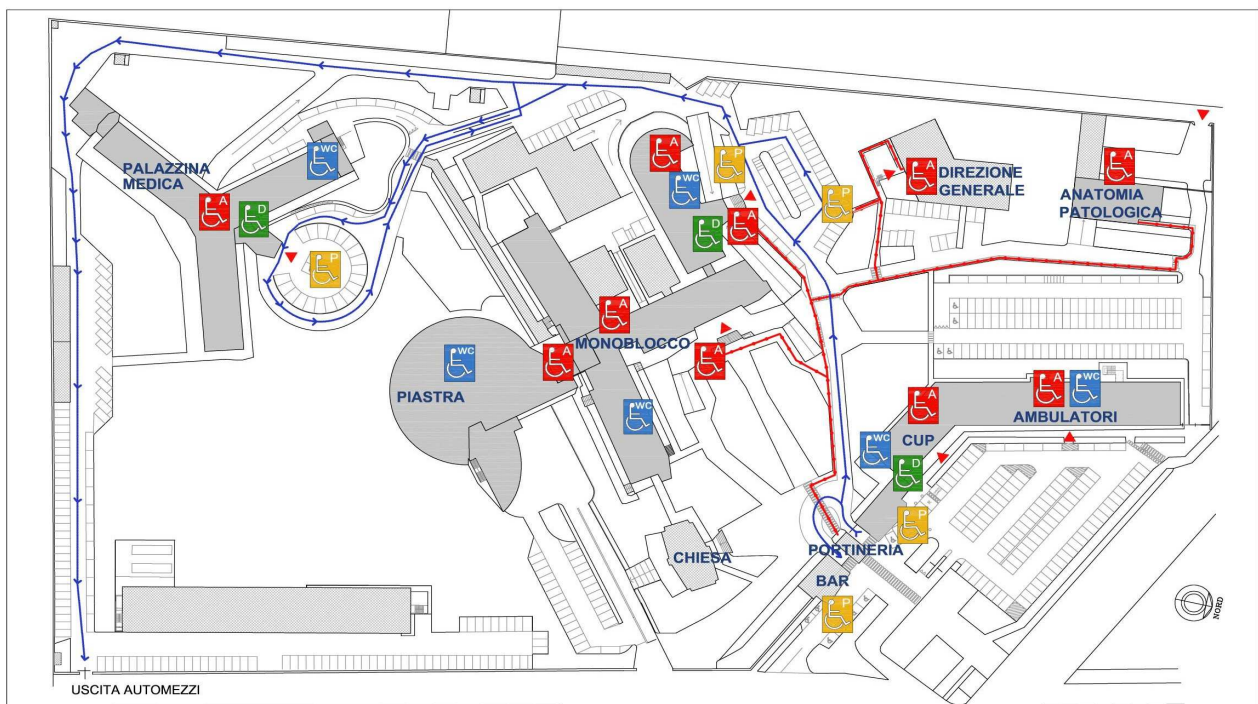 WC
P
A
A
A
PALAZZINA
MEDICA
WC
A
DIREZIONE
GENERALE
P
ANATOMIA
PATOLOGICA
A
D
D
A
P
A
MONOBLOCCO
WC
A
A
PIASTRA
A
WC
AMBULATORI
A
WC
CUP
WC
D
P
CHIESA
PORTINERIA
BAR
P
NORD
USCITA AUTOMEZZI